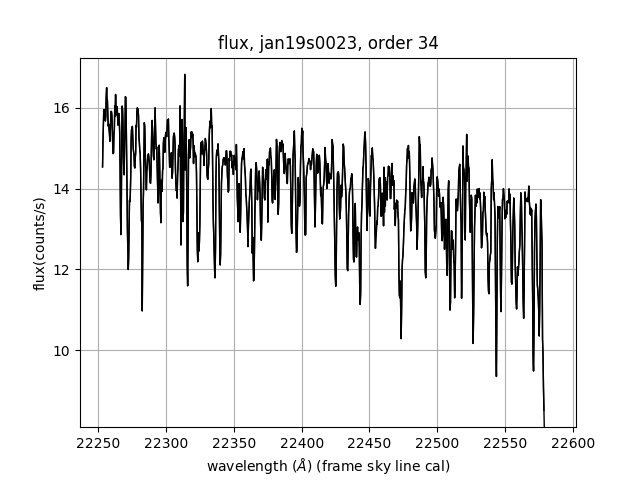 flux, jan19s0023, order 34
flux(counts/s)
16
14
12
10
22250 22300 22350 22400 22450 22500 22550 22600
wavelength (Å) (frame sky line cal)